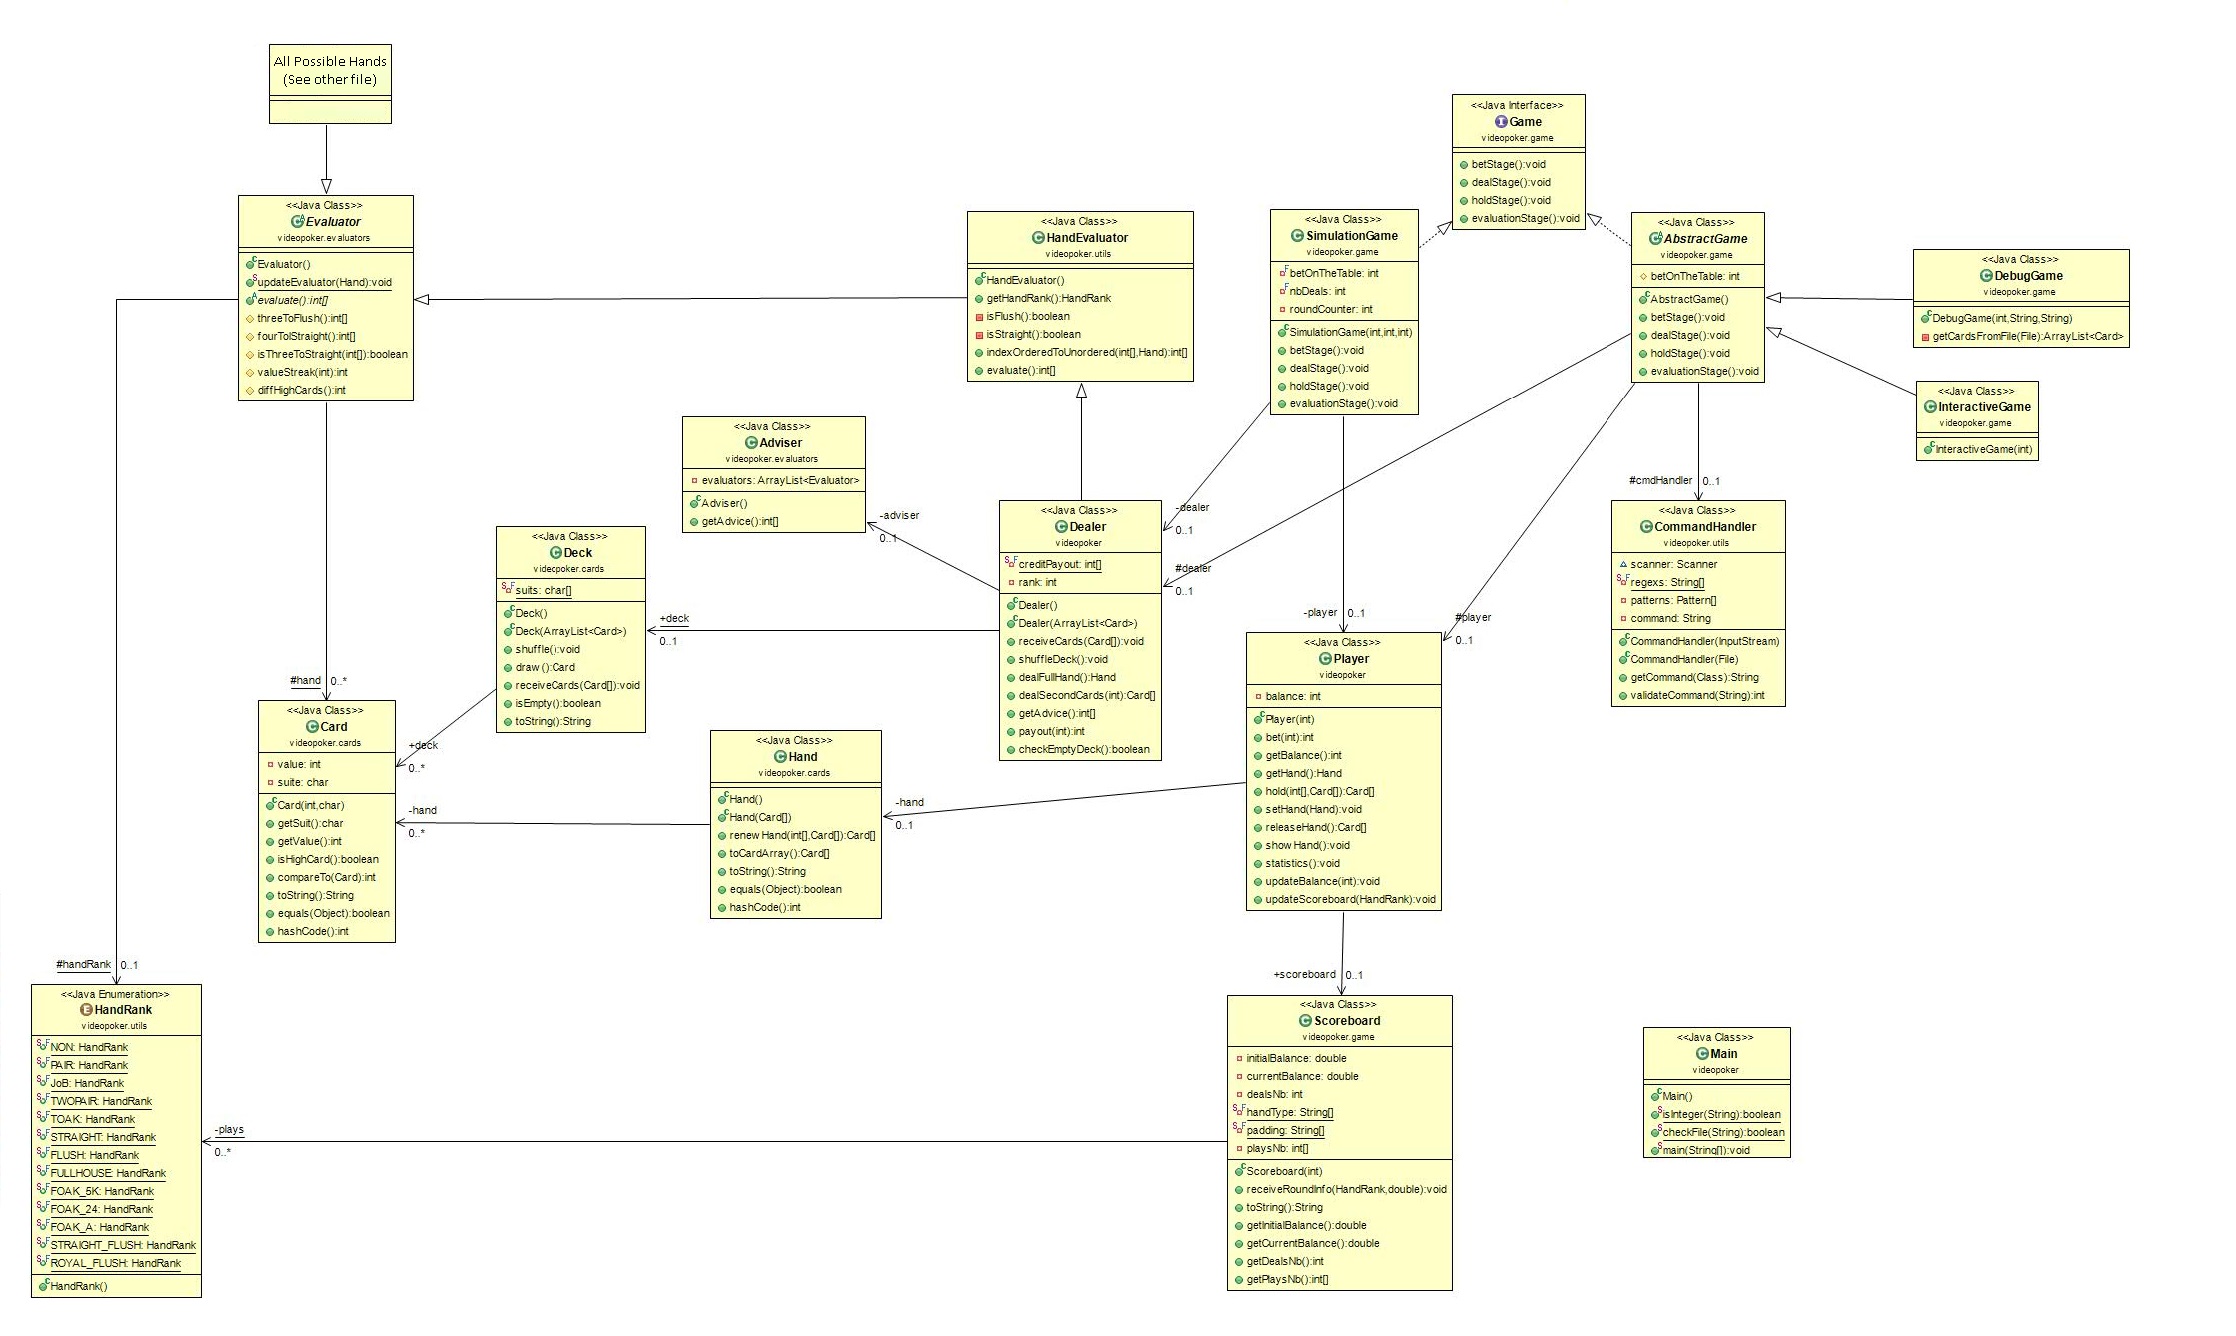 All Possible Hands
(See other file)
<<Java Class>>
Evaluator
videopoker.evaluators
Evaluator()
updateEvaluator(Hand):void
evaluate():int[]
threeToFlush():int[]
fourToIStraight():int[]
isThreeToStraight(int[]):boolean
valueStreak(int):int
diffHighCards():int
<<Java Class>>
HandEvaluator
videopoker.utils
HandEvaluator()
getHandRank():HandRank
isFlush():boolean
isStraight():boolean
indexOrderedToUnordered(int[],Hand):int[]
evaluate():int[]
<<Java Class>>
SimulationGame
videopoker.game
betOnTheTable: int
nbDeals: int
roundCounter: int
SimulationGame(int,int,int)
betStage():void
dealStage():void
holdStage():void
evaluationStage():void
<<Java Interface>>
Game
videopoker.game
betStage():void
dealStage():void
holdStage():void
evaluationStage():void
<<Java Class>>
AbstractGame
videopoker.game
betOnTheTable: int
AbstractGame()
betStage():void
dealStage():void
holdStage():void
evaluationStage():void
<<Java Class>>
DebugGame
videopoker.game
DebugGame(int,String,String)
getCardsFromFile(File):ArrayList<Card>
<<Java Class>>
InteractiveGame
videopoker.game
InteractiveGame(int)
<<Java Class>>
Adviser
videopoker.evaluators
evaluators: ArrayList<Evaluator>
Adviser()
getAdvice():int[]
-adviser
0..1
<<Java Class>>
Deck
videopoker.cards
suits: char[]
Deck()
Deck(ArrayList<Card>)
shuffle():void
draw():Card
receiveCards(Card[]):void
isEmpty():boolean
toString():String
+deck
0..1
<<Java Class>>
Dealer
videopoker
creditPayout: int[]
rank: int
Dealer()
Dealer(ArrayList<Card>)
receiveCards(Card[]):void
shuffleDeck():void
dealFullHand():Hand
dealSecondCards(int):Card[]
getAdvice():int[]
payout(int):int
checkEmptyDeck():boolean
-dealer
0..1
#dealer
0..1
#cmdHandler
0..1
<<Java Class>>
CommandHandler
videopoker.utils
scanner: Scanner
regexs: String[]
patterns: Pattern[]
command: String
CommandHandler(InputStream)
CommandHandler(File)
getCommand(Class):String
validateCommand(String):int
-player
0..1
#player
0..1
<<Java Class>>
Player
videopoker
balance: int
Player(int)
bet(int):int
getBalance():int
getHand():Hand
hold(int[],Card[]):Card[]
setHand(Hand):void
releaseHand():Card[]
showHand():void
statistics():void
updateBalance(int):void
updateScoreboard(HandRank):void
#hand
0..*
<<Java Class>>
Card
videopoker.cards
value: int
suite: char
Card(int,char)
getSuit():char
getValue():int
isHighCard():boolean
compareTo(Card):int
toString():String
equals(Object):boolean
hashCode():int
+deck
0..*
-hand
0..*
<<Java Class>>
Hand
videopoker.cards
Hand()
Hand(Card[])
renewHand(int[],Card[]):Card[]
toCardArray():Card[]
toString():String
equals(Object):boolean
hashCode():int
-hand
0..1
#handRank
0..1
<<Java Enumeration>>
HandRank
videopoker.utils
NON: HandRank
PAIR: HandRank
JoB: HandRank
TWOPAIR: HandRank
TOAK: HandRank
STRAIGHT: HandRank
FLUSH: HandRank
FULLHOUSE: HandRank
FOAK_5K: HandRank
FOAK_24: HandRank
FOAK_A: HandRank
STRAIGHT_FLUSH: HandRank
ROYAL_FLUSH: HandRank
HandRank()
-plays
0..*
+scoreboard
0..1
<<Java Class>>
Scoreboard
videopoker.game
initialBalance: double
currentBalance: double
dealsNb: int
handType: String[]
padding: String[]
playsNb: int[]
Scoreboard(int)
receiveRoundInfo(HandRank,double):void
toString():String
getInitialBalance():double
getCurrentBalance():double
getDealsNb():int
getPlaysNb():int[]
<<Java Class>>
Main
videopoker
Main()
isInteger(String):boolean
checkFile(String):boolean
main(String[]):void